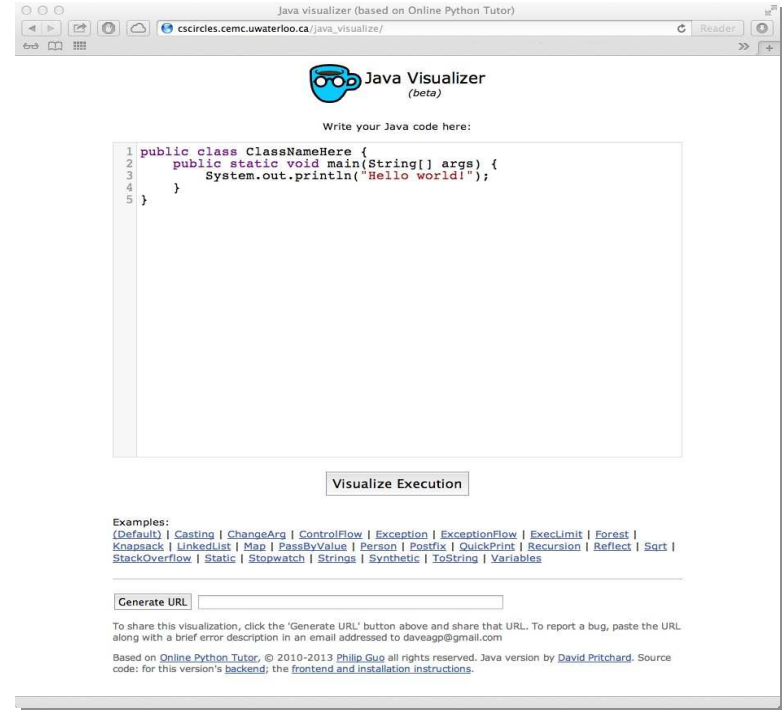 Java visualizer (based on Online Python Tutor)
cscircles.cemc.uwaterloo.ca/java_visualize/
Reader
Java Visualizer
(beta)
Write your Java code here:
1 public class ClassNameHere {
2     public static void main(String[] args) {
3         System.out.println("Hello world!");
4     }
5 }
Visualize Execution
Examples:
(Default) | Casting | ChangeArg | ControlFlow | Exception | ExceptionFlow | ExecLimit | Forest |
Knapsack | LinkedList | Map | PassByValue | Person | Postfix | QuickPrint | Recursion | Reflect | Sqrt |
StackOverflow | Static | Stopwatch | Strings | Synthetic | ToString | Variables
Generate URL
To share this visualization, click the 'Generate URL' button above and share that URL. To report a bug, paste the URL
along with a brief error description in an email addressed to daveagp@gmail.com
Based on Online Python Tutor, © 2010-2013 Philip Guo all rights reserved. Java version by David Pritchard. Source
code: for this version's backend; the frontend and installation instructions.